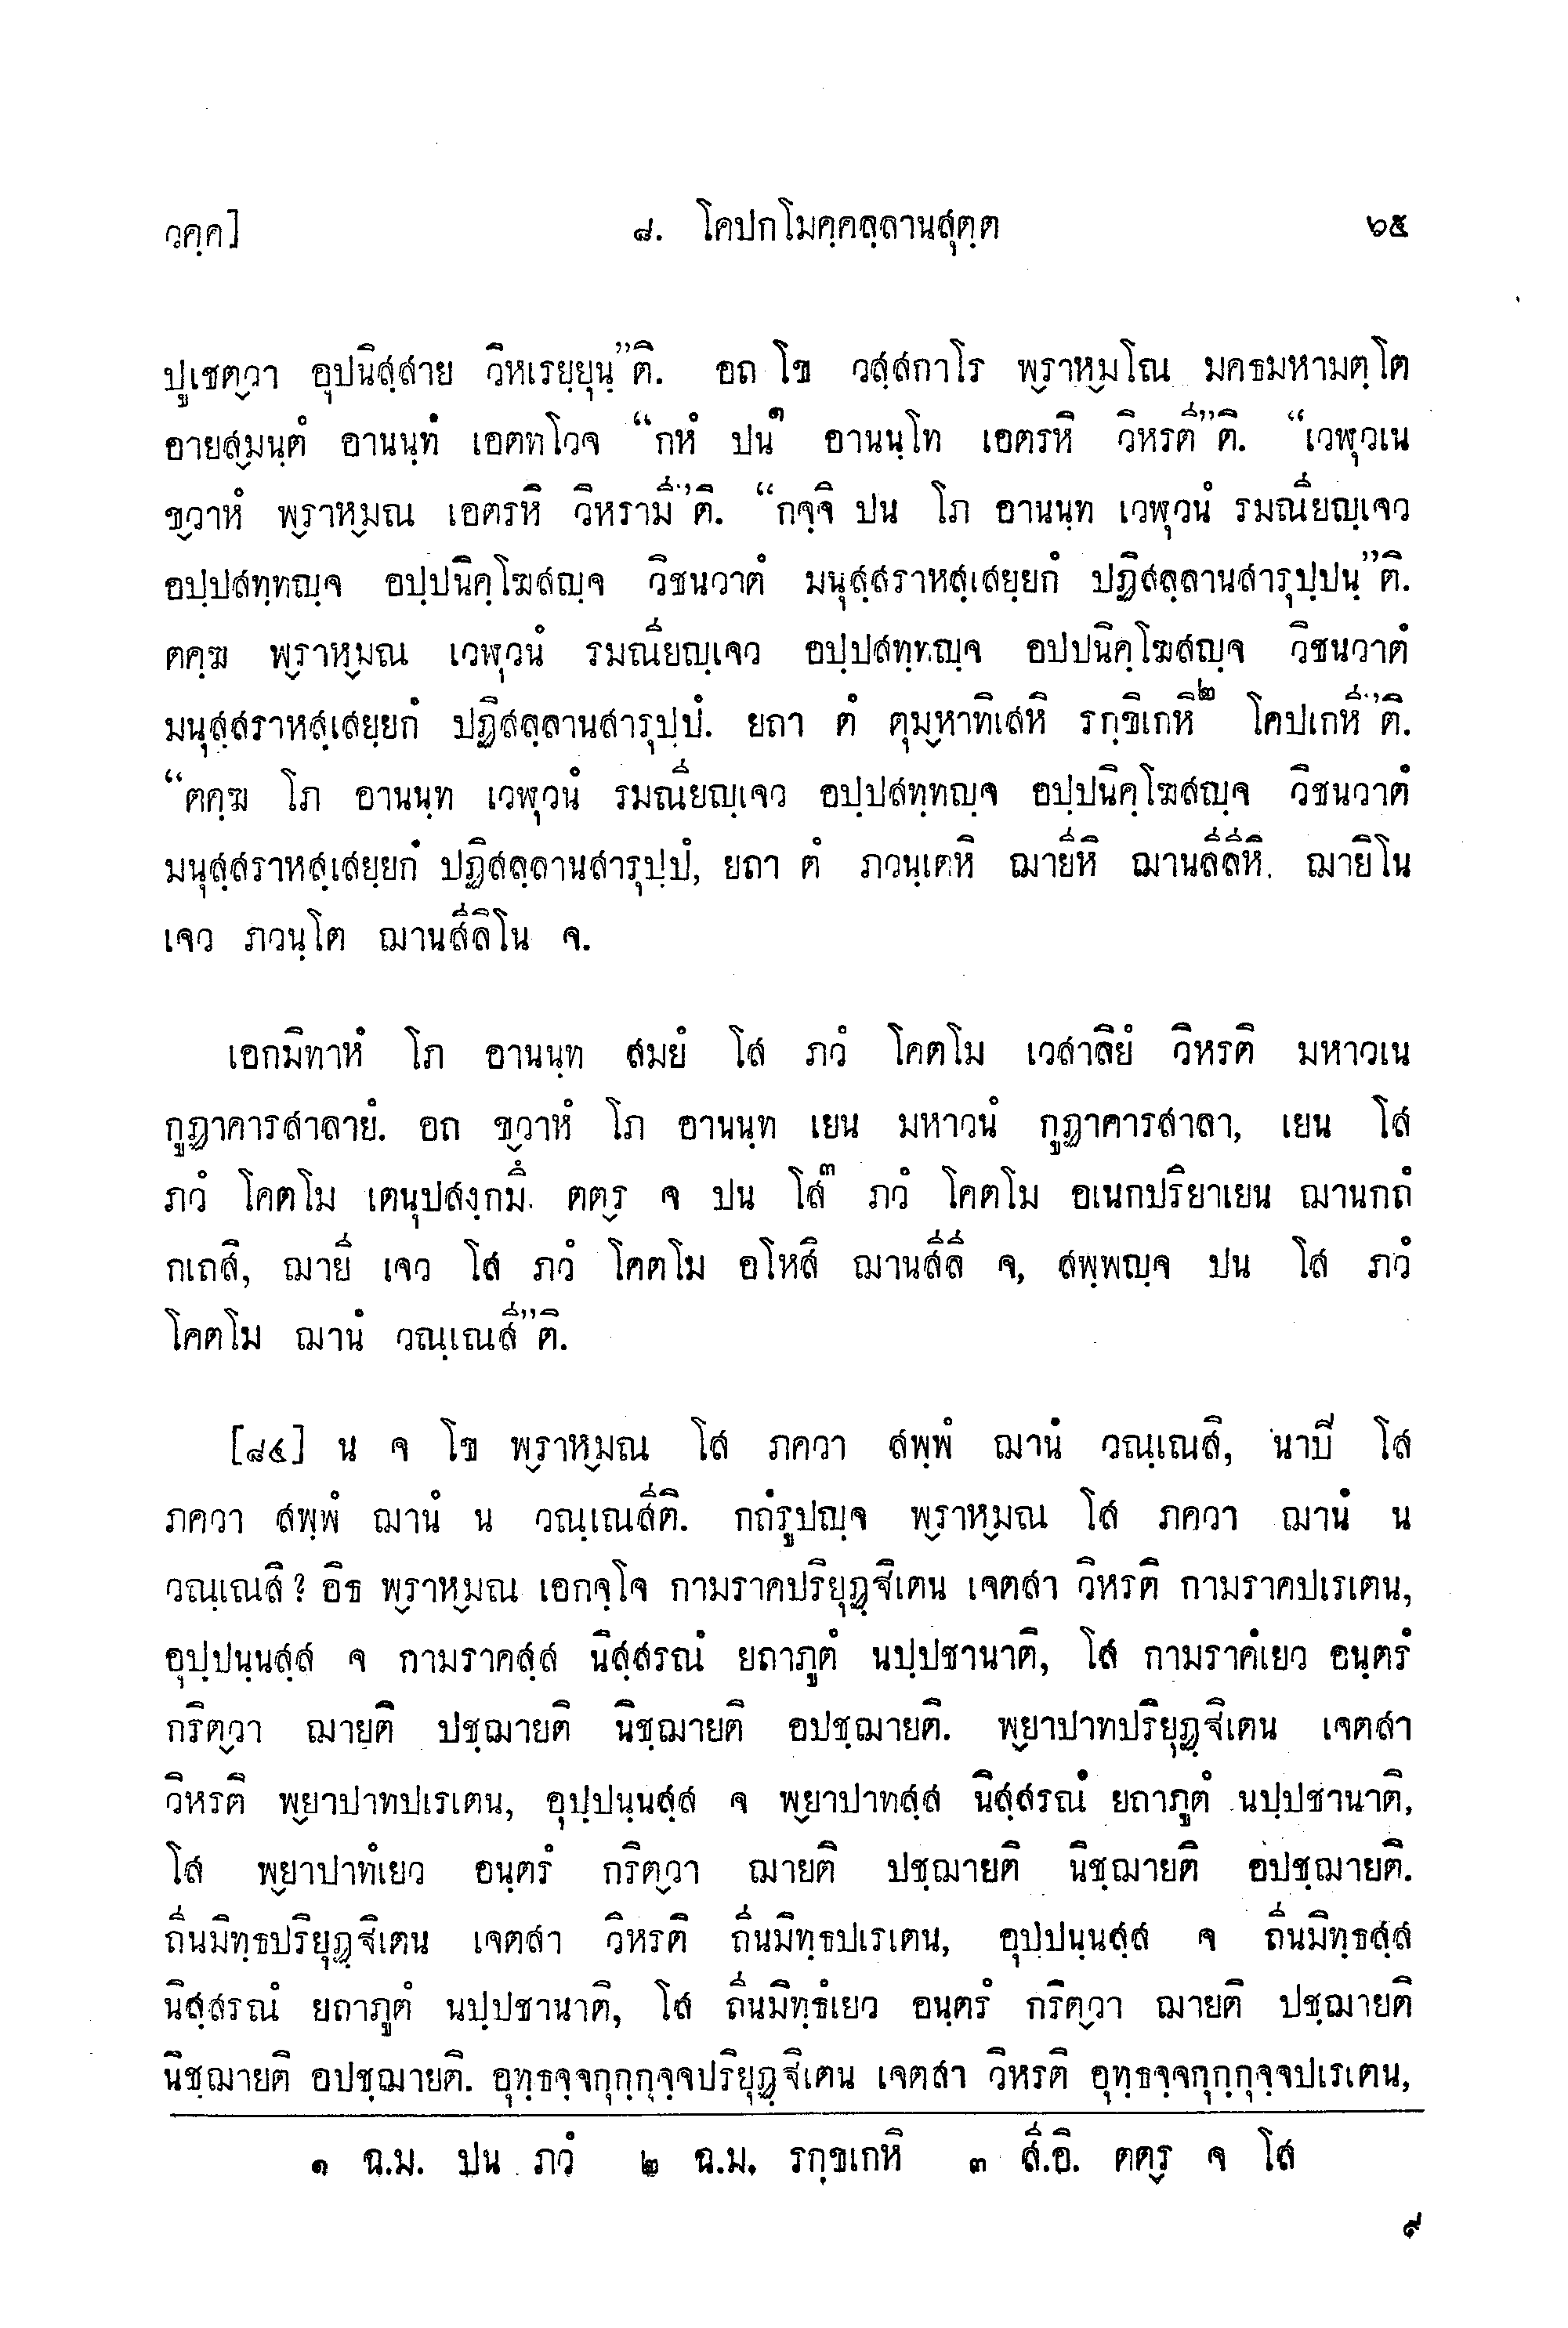 วคฺค]
๘. โคปกโมคฺคลฺลานสุตฺต
๖๕
ปูเชตฺวา อุปนิสฺสาย วิหเรยฺยุนฺ”ติ. อถ โข วสฺสกาโร พฺราหฺมโณ มคธมหามตฺโต
อายสฺมนฺตํ อานนฺทํ เอตทโวจ “กหํ ปน๑ อานนฺโท เอตรหิ วิหรตี”ติ. “เวฬุวเน
ขฺวาหํ พฺราหฺมณ เอตรหิ วิหรามี”ติ. “กจฺจิ ปน โภ อานนฺท เวฬุวนํ รมณียญฺเจว
อปฺปสทฺทญฺจ อปฺปนิคฺโฆสญฺจ วิชนวาตํ มนุสฺสราหสฺเสยฺยกํ ปฏิสลฺลานสารุปฺปนฺ”ติ.
ตคฺฆ พฺราหฺมณ เวฬุวนํ รมณียญฺเจว อปฺปสทฺทญฺจ อปฺปนิคฺโฆสญฺจ วิชนวาตํ
มนุสฺสราหสฺเสยฺยกํ ปฏิสลฺลานสารุปฺปํ. ยถา ตํ ตุมฺหาทิเสหิ รกฺขิเกหิ๒ โคปเกหี”ติ.
“ตคฺฆ โภ อานนฺท เวฬุวนํ รมณียญฺเจว อปฺปสทฺทญฺจ อปฺปนิคฺโฆสญฺจ วิชนวาตํ
มนุสฺสราหสฺเสยฺยกํ ปฏิสลฺลานสารุปฺปํ, ยถา ตํ ภวนฺเตหิ ฌายีหิ ฌานสีลีหิ. ฌายิโน
เจว ภวนฺโต ฌานสีลิโน จ.
เอกมิทาหํ โภ อานนฺท สมยํ โส ภวํ โคตโม เวสาลิยํ วิหรติ มหาวเน
กูฏาคารสาลายํ. อถ ขฺวาหํ โภ อานนฺท เยน มหาวนํ กูฏาคารสาลา, เยน โส
ภวํ โคตโม เตนุปสงฺกมึ. ตตฺร จ ปน โส๓ ภวํ โคตโม อเนกปริยาเยน ฌานกถํ
กเถสิ, ฌายี เจว โส ภวํ โคตโม อโหสิ ฌานสีลี จ, สพฺพญฺจ ปน โส ภวํ
โคตโม ฌานํ วณฺเณสี”ติ.
[๘๔] น จ โข พฺราหฺมณ โส ภควา สพฺพํ ฌานํ วณฺเณสิ, นาปิ โส
ภควา สพฺพํ ฌานํ น วณฺเณสีติ. กถํรูปญฺจ พฺราหฺมณ โส ภควา ฌานํ น
วณฺเณสิ? อิธ พฺราหฺมณ เอกจฺโจ กามราคปริยุฏฺฐิเตน เจตสา วิหรติ กามราคปเรเตน,
อุปฺปนฺนสฺส จ กามราคสฺส นิสฺสรณํ ยถาภูตํ นปฺปชานาติ, โส กามราคํเยว อนฺตรํ
กริตฺวา ฌายติ ปชฺฌายติ นิชฺฌายติ อปชฺฌายติ. พฺยาปาทปริยุฏฺฐิเตน เจตสา
วิหรติ พฺยาปาทปเรเตน, อุปฺปนฺนสฺส จ พฺยาปาทสฺส นิสฺสรณํ ยถาภูตํ นปฺปชานาติ,
โส พฺยาปาทํเยว อนฺตรํ กริตฺวา ฌายติ ปชฺฌายติ นิชฺฌายติ อปชฺฌายติ.
ถีนมิทฺธปริยุฏฺฐิเตน เจตสา วิหรติ ถีนมิทฺธปเรเตน, อุปฺปนฺนสฺส จ ถีนมิทฺธสฺส
นิสฺสรณํ ยถาภูตํ นปฺปชานาติ, โส ถีนมิทฺธํเยว อนฺตรํ กริตฺวา ฌายติ ปชฺฌายติ
นิชฺฌายติ อปชฺฌายติ. อุทฺธจฺจกุกฺกุจฺจปริยุฏฺฐิเตน เจตสา วิหรติ อุทฺธจฺจกุกฺกุจฺจปเรเตน,
๑ ฉ.ม. ปน ภวํ ๒ ฉ.ม. รกฺขเกหิ ๓ สี.อิ. ตตฺร จ โส
๙